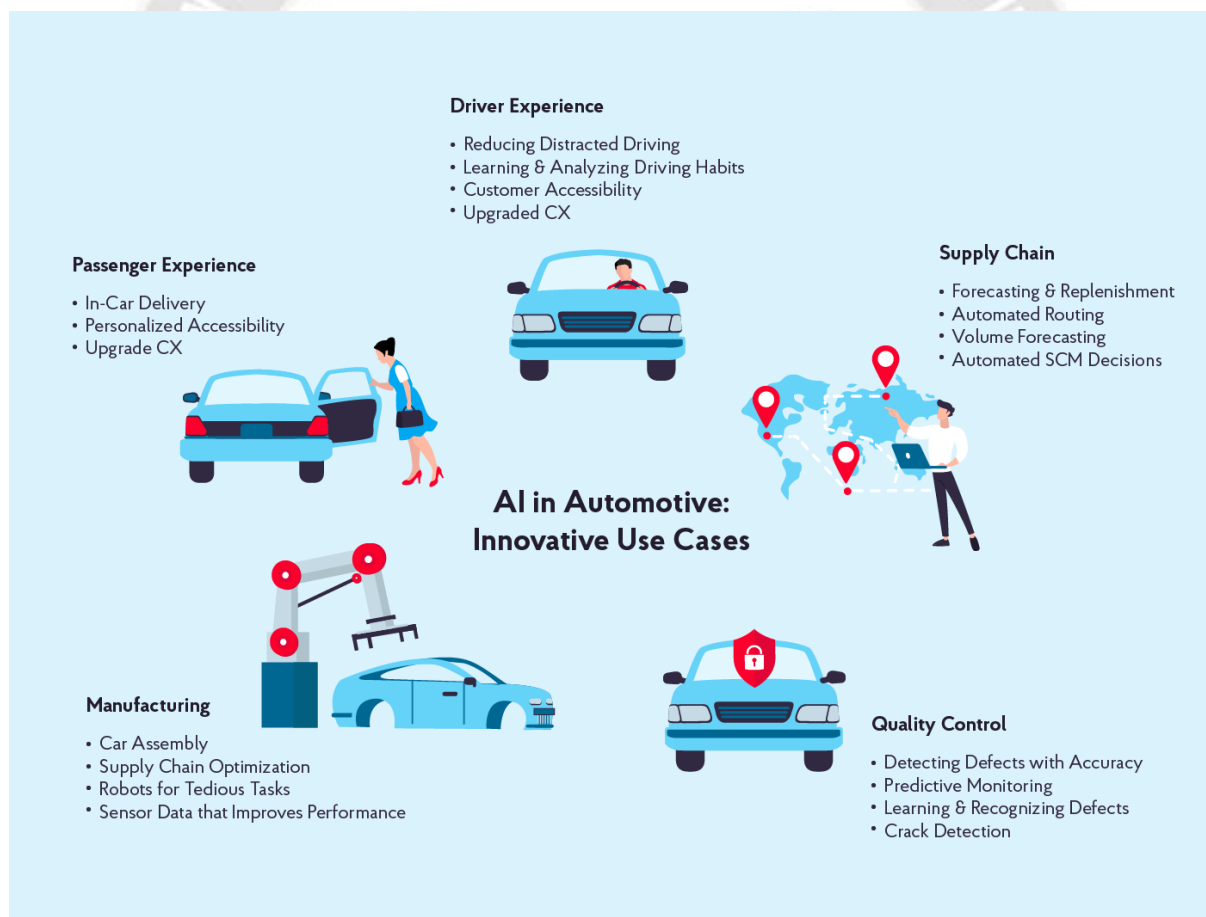 Driver Experience
• Reducing Distracted Driving
• Learning & Analyzing Driving Habits
• Customer Accessibility
• Upgraded CX
Passenger Experience
• In-Car Delivery
• Personalized Accessibility
• Upgrade CX
Supply Chain
• Forecasting & Replenishment
• Automated Routing
• Volume Forecasting
• Automated SCM Decisions
AI in Automotive:
Innovative Use Cases
Manufacturing
• Car Assembly
• Supply Chain Optimization
• Robots for Tedious Tasks
• Sensor Data that Improves Performance
Quality Control
• Detecting Defects with Accuracy
• Predictive Monitoring
• Learning & Recognizing Defects
• Crack Detection